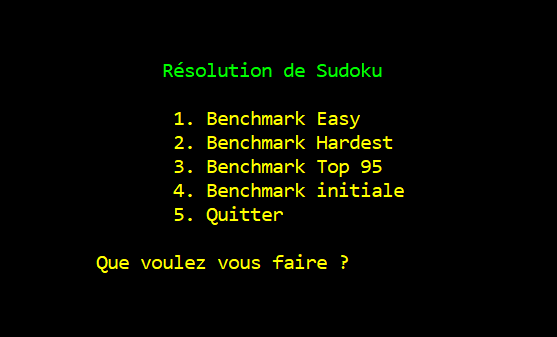 Résolution de Sudoku
1. Benchmark Easy
2. Benchmark Hardest
3. Benchmark Top 95
4. Benchmark initiale
5. Quitter
Que voulez vous faire ?